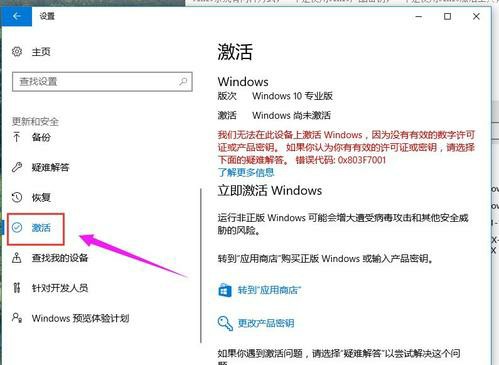 设置
主页
查找设置
更新和安全
备份
疑难解答
恢复
激活
查找我的设备
针对开发人员
Windows 预览体验计划
激活
Windows
版次 Windows 10 专业版
激活 Windows 尚未激活
我们无法在此设备上激活 Windows，因为没有有效的数字许可
证或产品密钥。 如果你认为你有有效的许可证或密钥，请选择
下面的疑难解答。 错误代码: 0x803F7001
了解更多信息
立即激活 Windows
运行非正版 Windows 可能会增大遭受病毒攻击和其他安全威
胁的风险。
转到“应用商店”购买正版 Windows 或输入产品密钥。
转到“应用商店”
更改产品密钥
如果你遇到激活问题，请选择“疑难解答”以尝试解决这个问